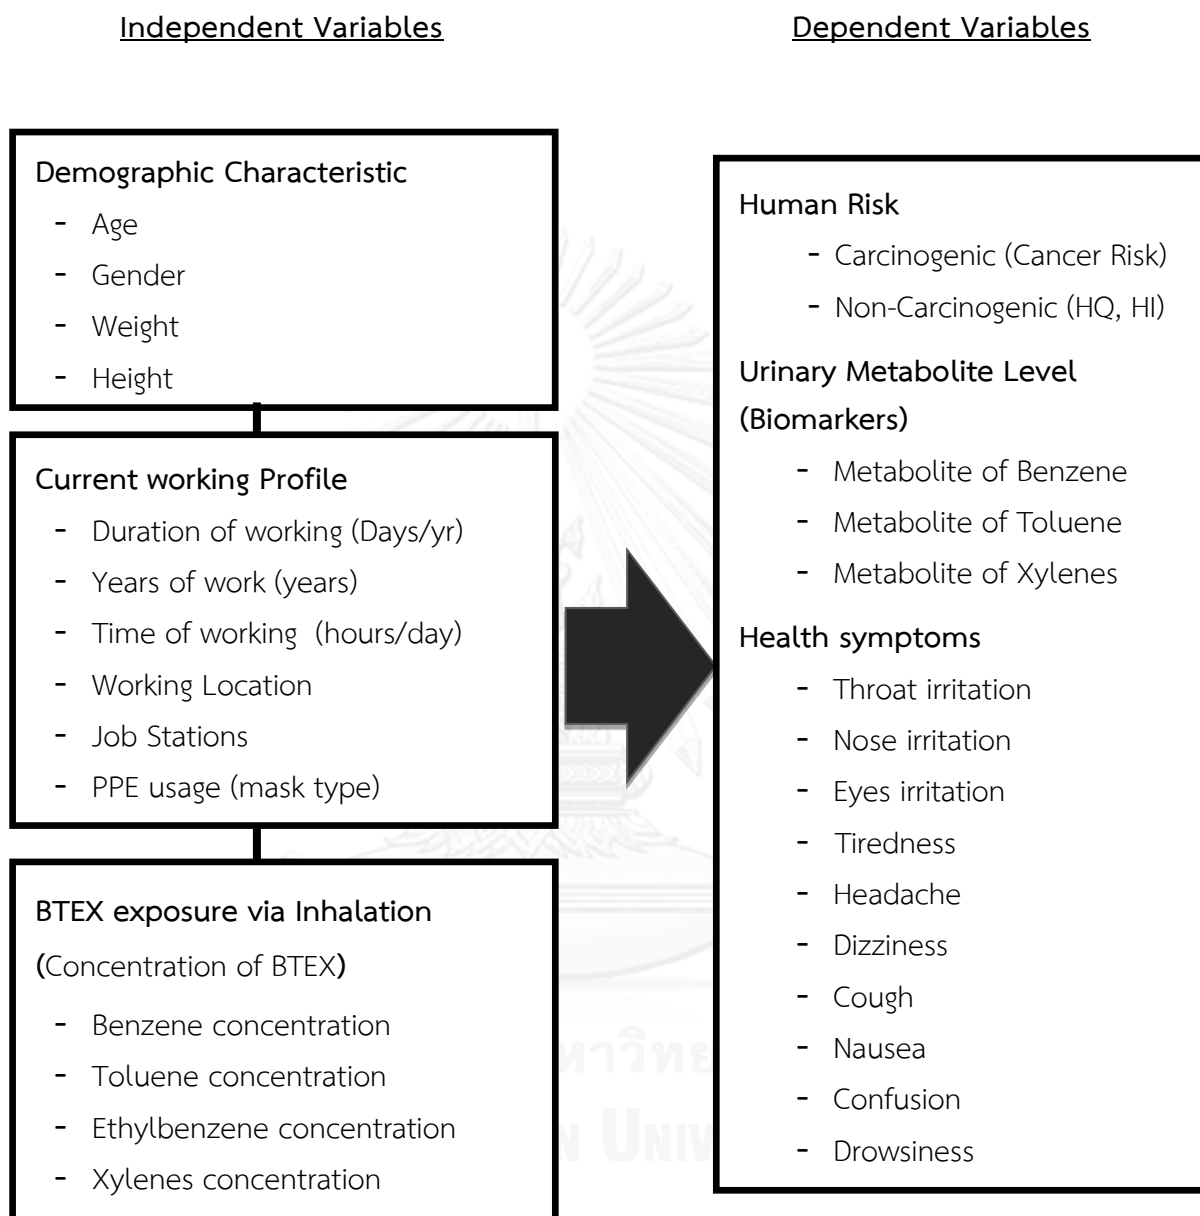 Independent Variables
Dependent Variables
Demographic Characteristic
- Age
- Gender
- Weight
- Height
Current working Profile
- Duration of working (Days/yr)
- Years of work (years)
- Time of working (hours/day)
- Working Location
- Job Stations
- PPE usage (mask type)
BTEX exposure via Inhalation
(Concentration of BTEX)
- Benzene concentration
- Toluene concentration
- Ethylbenzene concentration
- Xylenes concentration
Human Risk
- Carcinogenic (Cancer Risk)
- Non-Carcinogenic (HQ, HI)
Urinary Metabolite Level
(Biomarkers)
- Metabolite of Benzene
- Metabolite of Toluene
- Metabolite of Xylenes
Health symptoms
- Throat irritation
- Nose irritation
- Eyes irritation
- Tiredness
- Headache
- Dizziness
- Cough
- Nausea
- Confusion
- Drowsiness